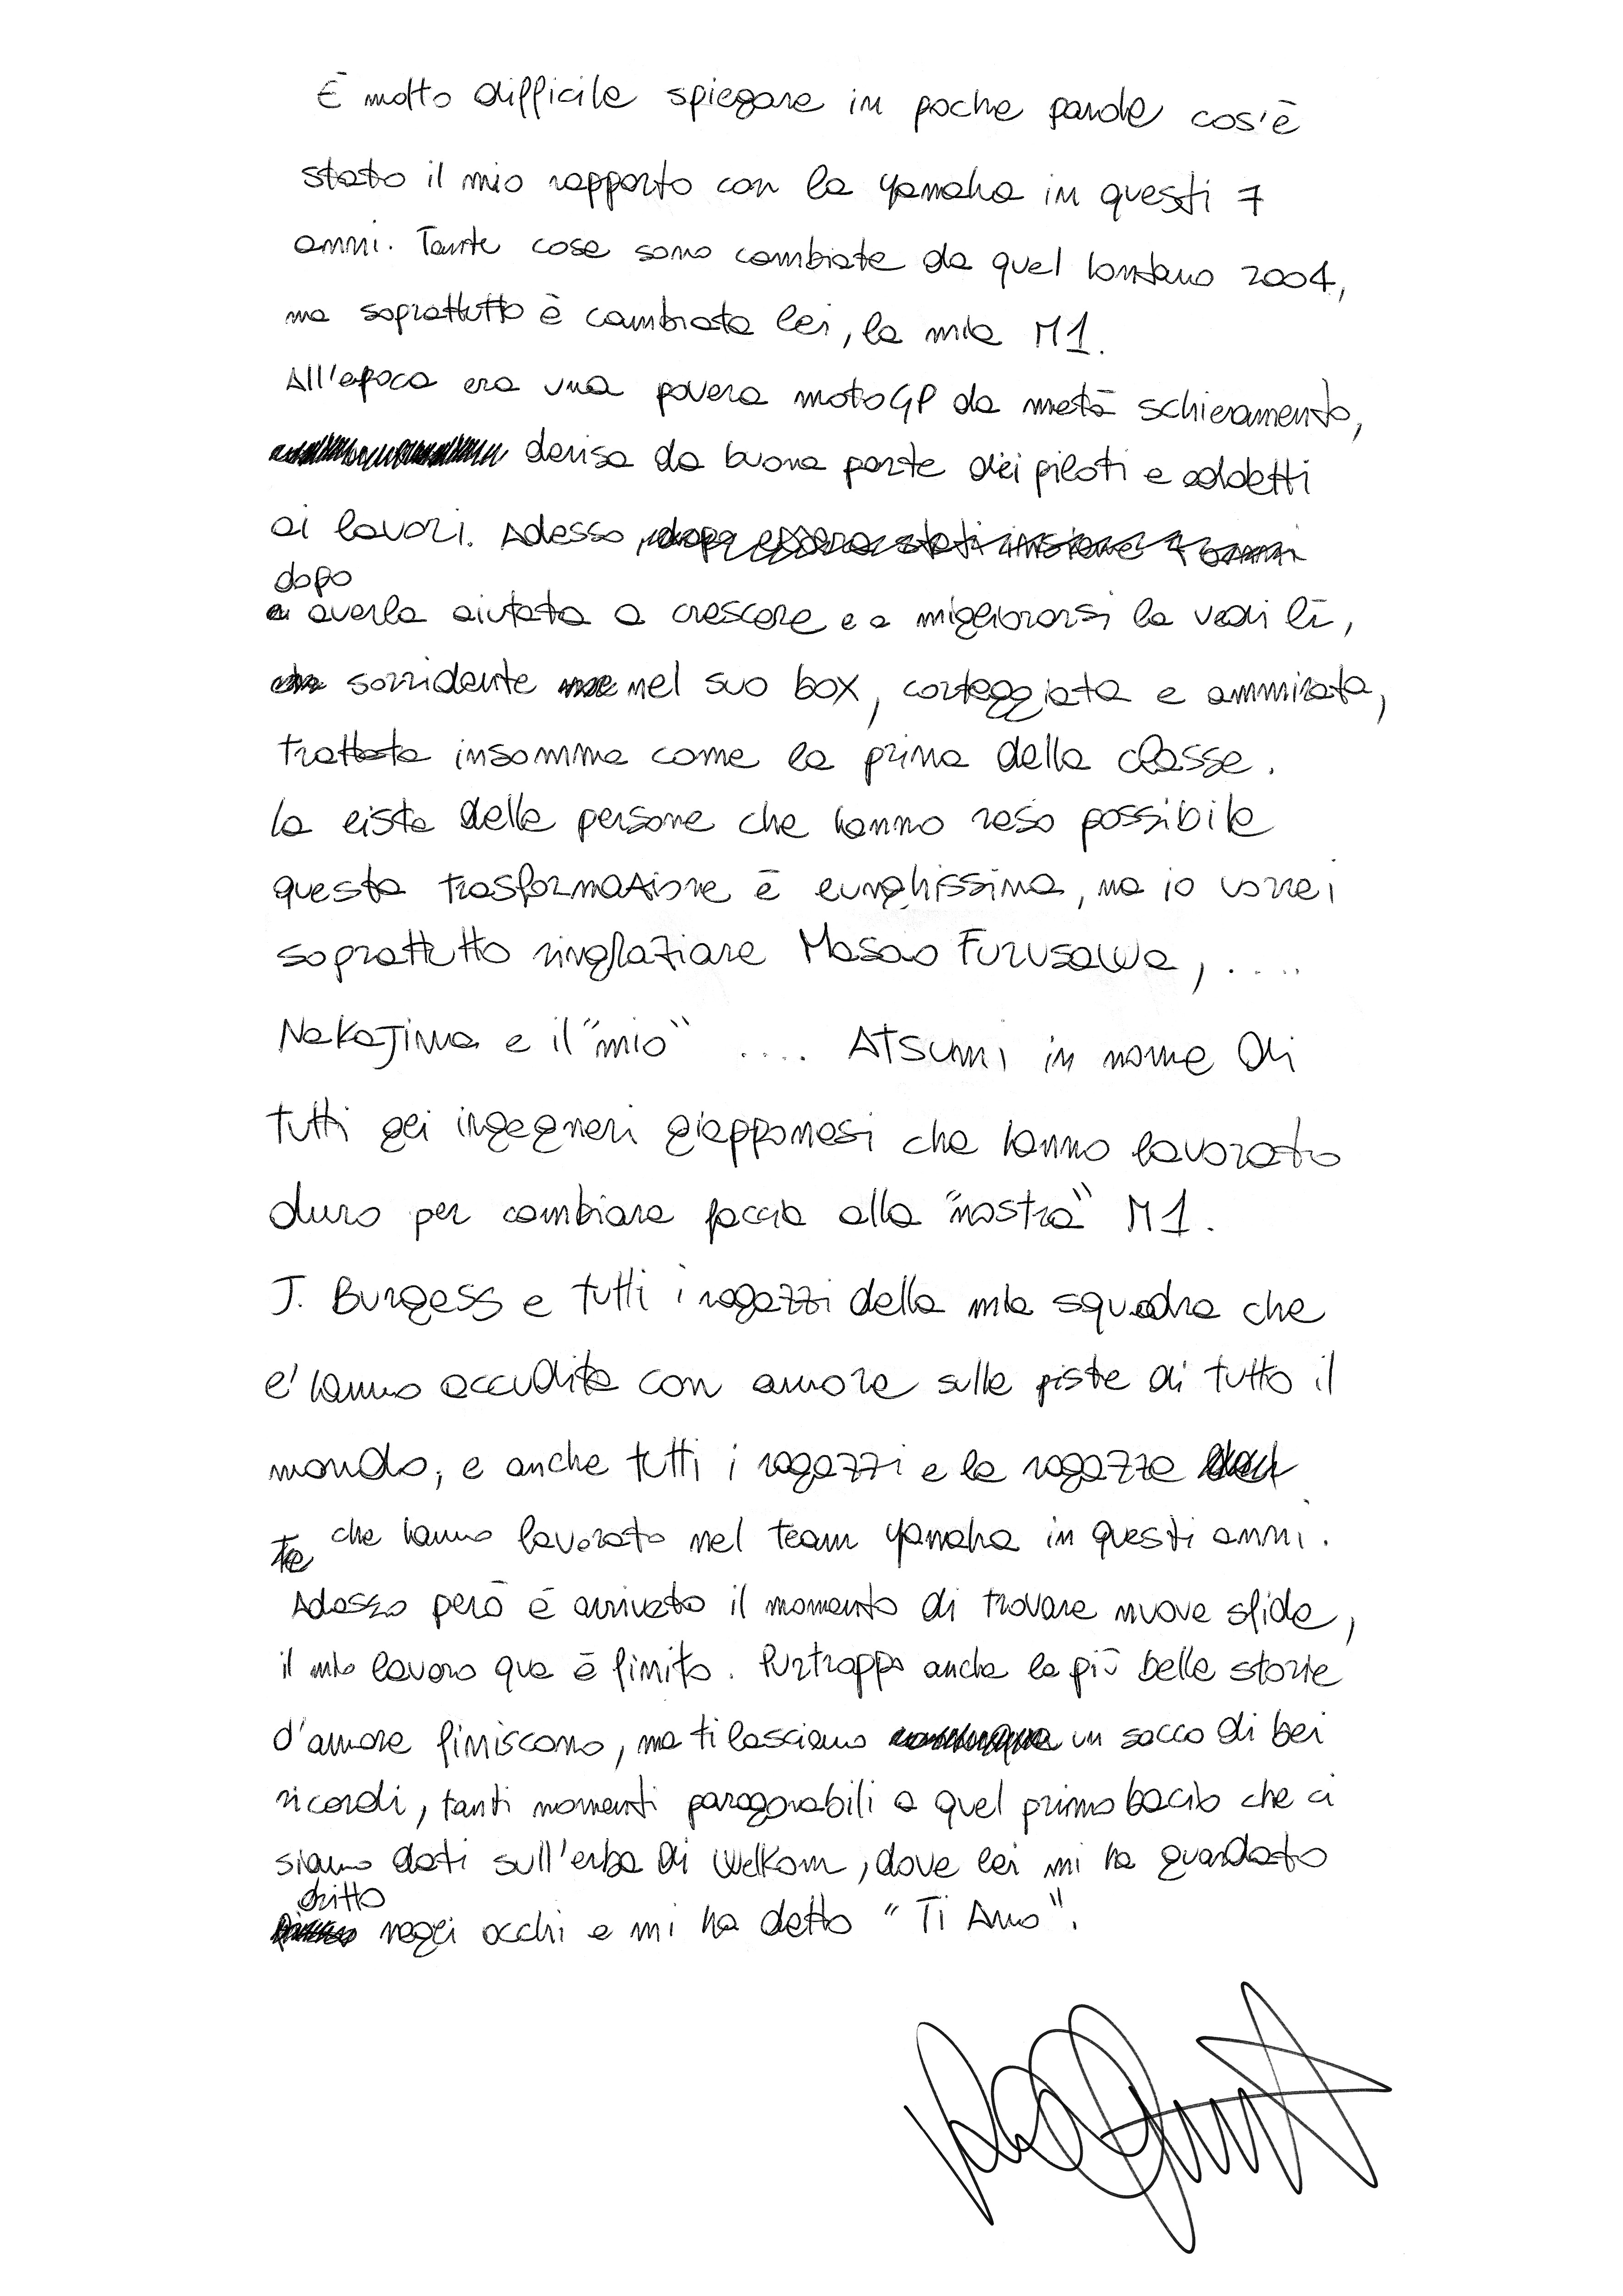 È molto difficile spiegare in poche parole cos'è
stato il mio rapporto con la Yamaha in questi 7
anni. Tante cose sono cambiate da quel lontano 2004,
ma soprattutto è cambiata lei, la mia M1.
All'epoca era una povera motoGP da metà schieramento,
derisa da buona parte dei piloti e addetti
ai lavori. Adesso, dopo essere stati insieme 7 anni
dopo
averla aiutata a crescere e a migliorarsi la vedi lì,
sorridente nel suo box, corteggiata e ammirata,
trattata insomma come la prima della classe.
la lista delle persone che hanno reso possibile
questa trasformazione è lunghissima, ma io vorrei
soprattutto ringraziare Masao Furusawa, .....
Nakajima e il "mio" .... ATSUMI in nome di
tutti gli ingegneri giapponesi che hanno lavorato
duro per cambiare faccia alla "nostra" M1.
J. Burgess e tutti i ragazzi della mia squadra che
l'hanno accudita con amore sulle piste di tutto il
mondo, e anche tutti i ragazzi e le ragazze
che hanno lavorato nel team Yamaha in questi anni.
Adesso però è arrivato il momento di trovare nuove sfide,
il mio lavoro qua è finito. Purtroppo anche le più belle storie
d'amore finiscono, ma ti lasciano un sacco di bei
ricordi, tanti momenti paragonabili a quel primo bacio che ci
siamo dati sull'erba di Welkom, dove lei mi ha guardato
dritto
negli occhi e mi ha detto "Ti Amo".